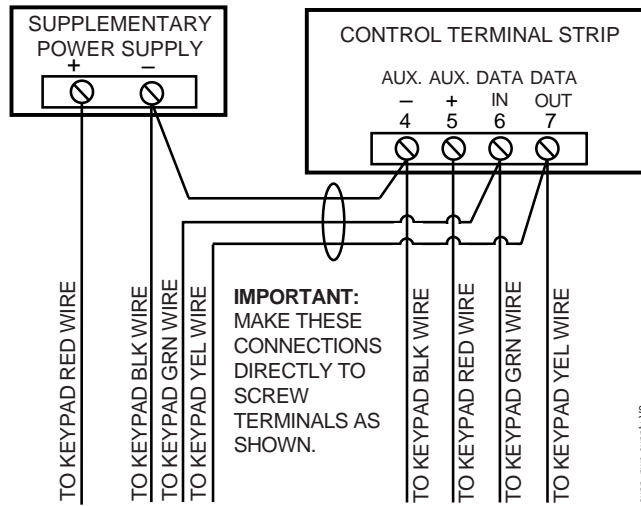 SUPPLEMENTARY
POWER SUPPLY
+ –
CONTROL TERMINAL STRIP
AUX. AUX. DATA DATA
– + IN OUT
4 5 6 7
TO KEYPAD RED WIRE
TO KEYPAD BLK WIRE
TO KEYPAD GRN WIRE
TO KEYPAD YEL WIRE
IMPORTANT:
MAKE THESE
CONNECTIONS
DIRECTLY TO
SCREW
TERMINALS AS
SHOWN.
TO KEYPAD BLK WIRE
TO KEYPAD RED WIRE
TO KEYPAD GRN WIRE
TO KEYPAD YEL WIRE